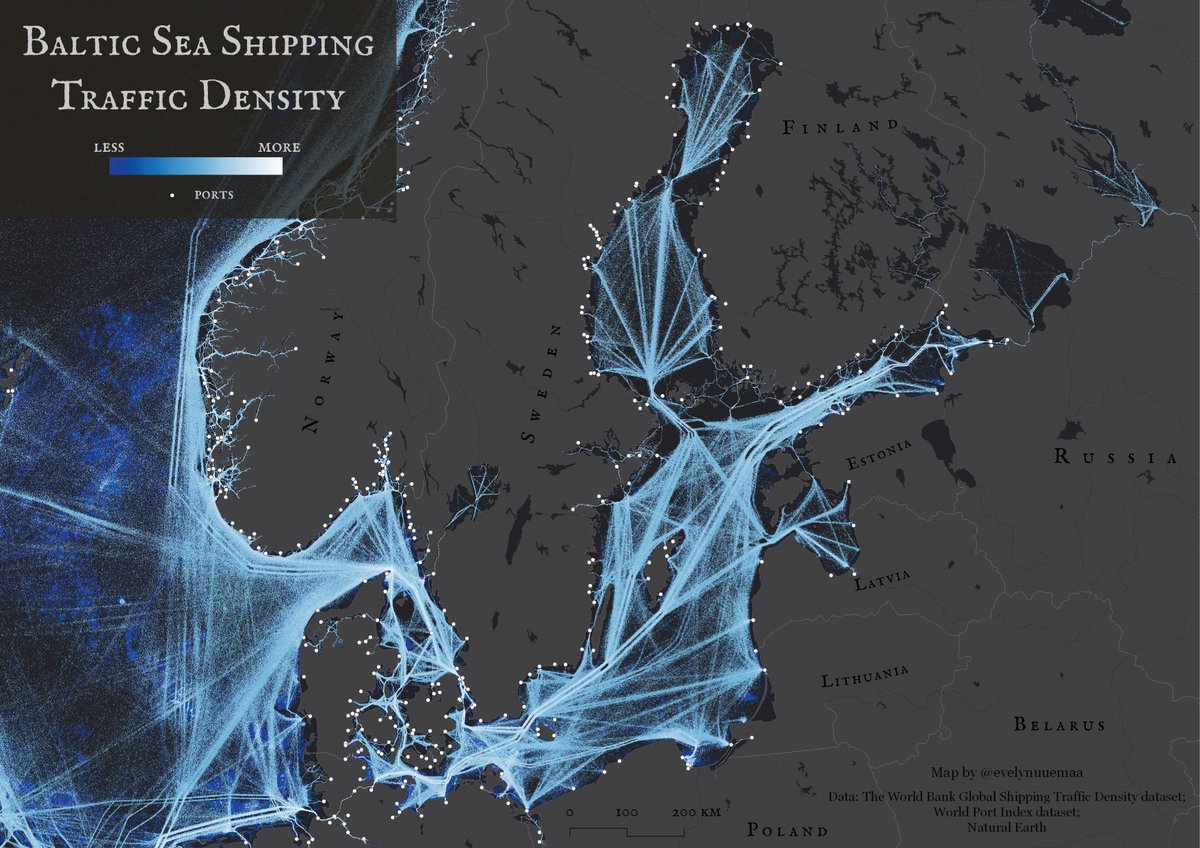 Baltic Sea Shipping
Traffic Density
LESS MORE
PORTS
Finland
Norway
Sweden
Estonia
Russia
Latvia
Lithuania
Belarus
Map by @evelynuuemaa
Data: The World Bank Global Shipping Traffic Density dataset;
World Port Index dataset;
Natural Earth
0 100 200 KM
Poland